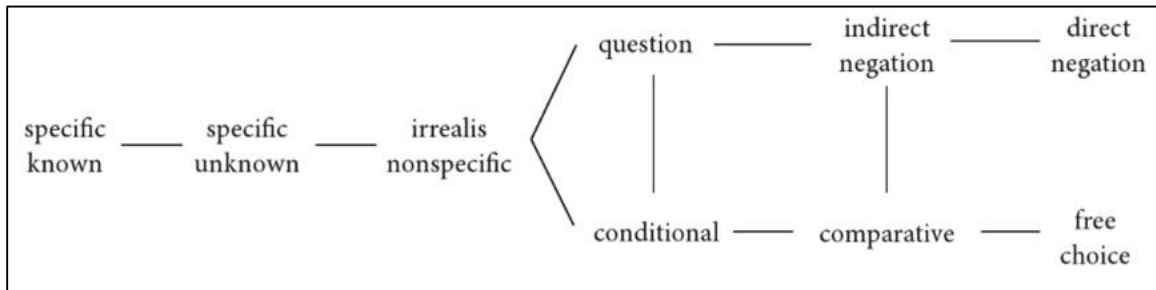 question
indirect
negation
direct
negation
specific
known
specific
unknown
irrealis
nonspecific
conditional
comparative
free
choice